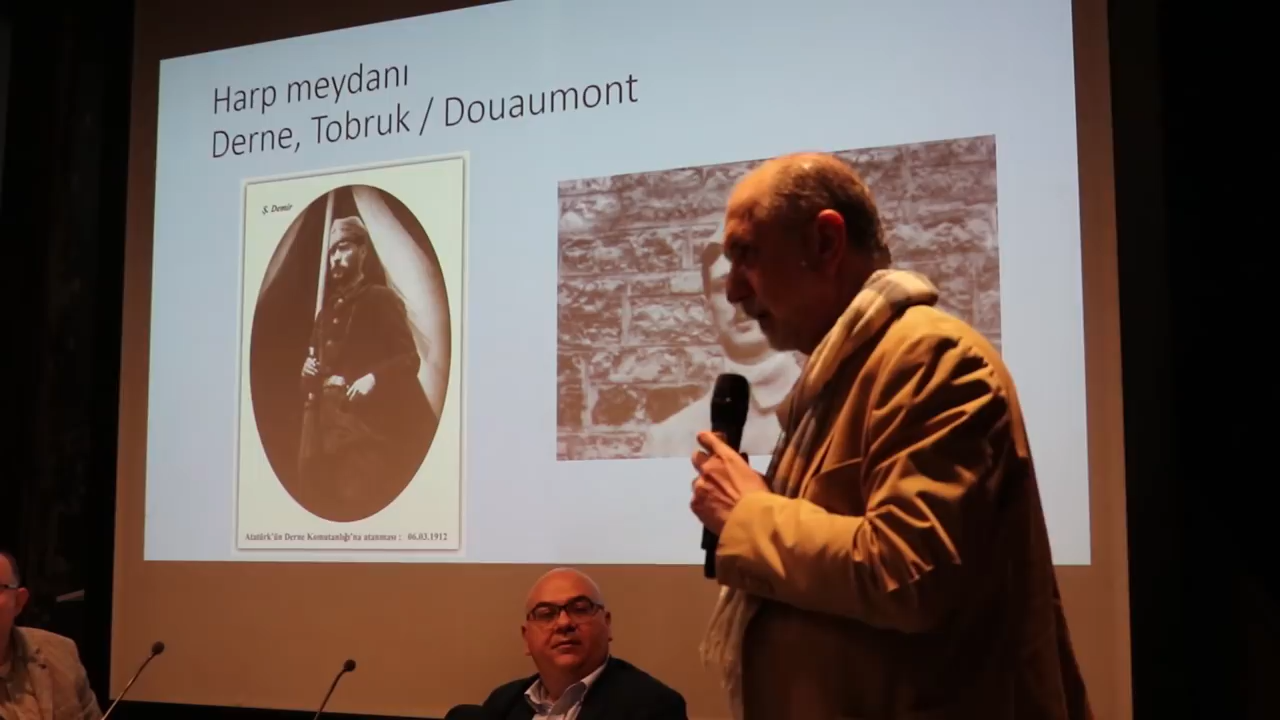 Harp meydanı
Derne, Tobruk / Douaumont
Ş. Demir
Atatürk'ün Derne Komutanlığı'na atanması : 06.03.1912